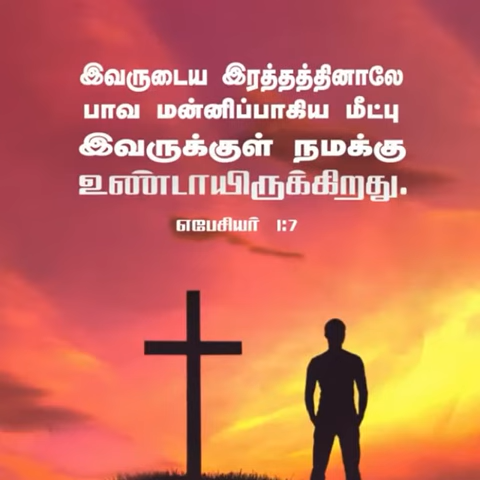 இவருடைய இரத்தத்தினாலே
பாவ மன்னிப்பாகிய மீட்பு
இவருக்குள் நமக்கு
உண்டாயிருக்கிறது.
எபேசியர் 1:7